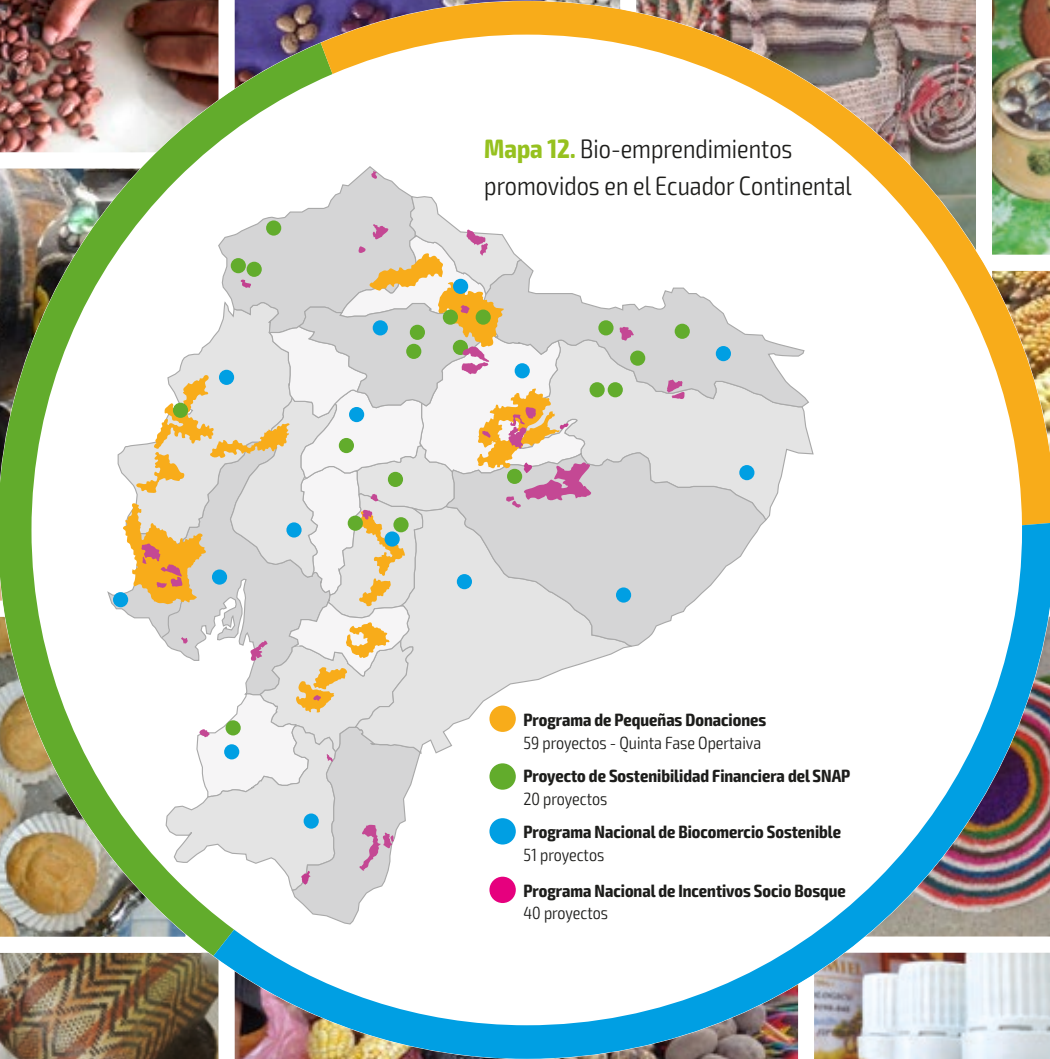 Mapa 12. Bio-emprendimientos
promovidos en el Ecuador Continental
Programa de Pequeñas Donaciones
59 proyectos - Quinta Fase Opertaiva
Proyecto de Sostenibilidad Financiera del SNAP
20 proyectos
Programa Nacional de Biocomercio Sostenible
51 proyectos
Programa Nacional de Incentivos Socio Bosque
40 proyectos